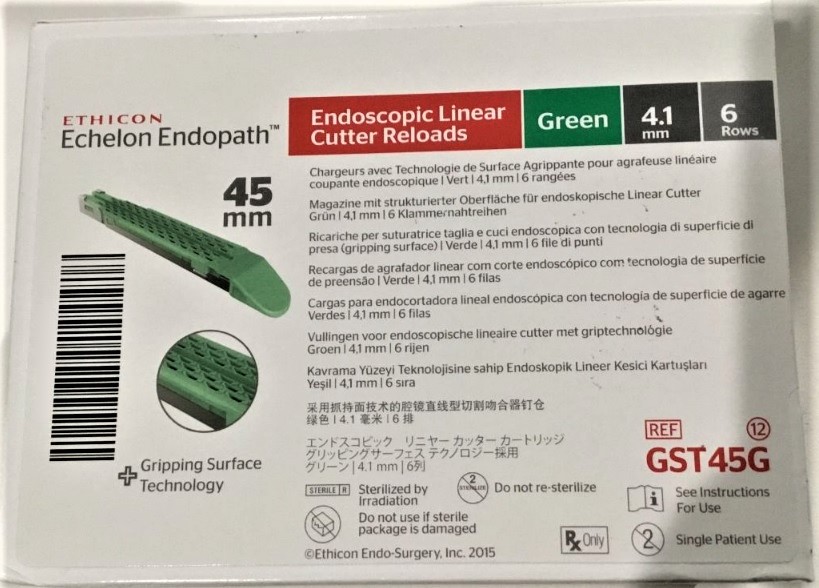 ETHICON
Echelon Endopath™
Endoscopic Linear
Cutter Reloads
Green
4.1
mm
6
Rows
45
mm
Chargeurs avec Technologie de Surface Agrippante pour agrafeuse linéaire
coupante endoscopique | Vert | 4,1 mm | 6 rangées
Magazine mit strukturierter Oberfläche für endoskopische Linear Cutter
Grün | 4,1 mm | 6 Klammernahtreihen
Ricariche per suturatrice taglia e cuci endoscopica con tecnologia di superficie di
presa (gripping surface) | Verde | 4,1 mm | 6 file di punti
Recargas de agrafador linear com corte endoscópico com tecnologia de superfície
de preensão | Verde | 4,1 mm | 6 filas
Cargas para endocortadora lineal endoscópica con tecnología de superficie de agarre
Verdes | 4,1 mm | 6 filas
Vullingen voor endoscopische lineaire cutter met griptechnologie
Groen | 4,1 mm | 6 rijen
Kavrama Yüzeyi Teknolojisine sahip Endoskopik Lineer Kesici Kartuşları
Yeşil | 4,1 mm | 6 sıra
采用抓持面技术的腔镜直线型切割吻合器钉仓
绿色 | 4.1 毫米 | 6 排
エンドスコピック リニヤー カッター カートリッジ
グリッピングサーフェス テクノロジー採用
グリーン | 4.1 mm | 6列
+ Gripping Surface
Technology
REF
12
GST45G
STERILE R
Sterilized by
Irradiation
2
STERILIZE
Do not re-sterilize
Do not use if sterile
package is damaged
See Instructions
For Use
Rx Only
2
Single Patient Use
©Ethicon Endo-Surgery, Inc. 2015